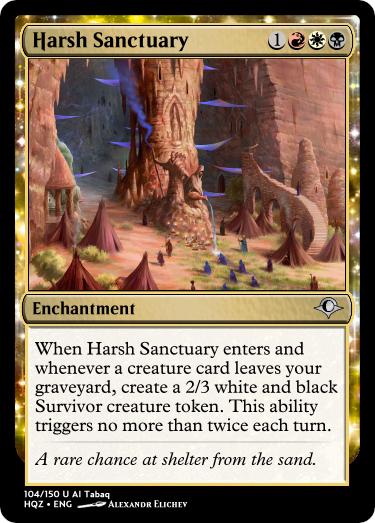 Harsh Sanctuary 1
Enchantment
When Harsh Sanctuary enters and
whenever a creature card leaves your
graveyard, create a 2/3 white and black
Survivor creature token. This ability
triggers no more than twice each turn.
A rare chance at shelter from the sand.
104/150 U Al Tabaq
HQZ • ENG Alexandr Elichev